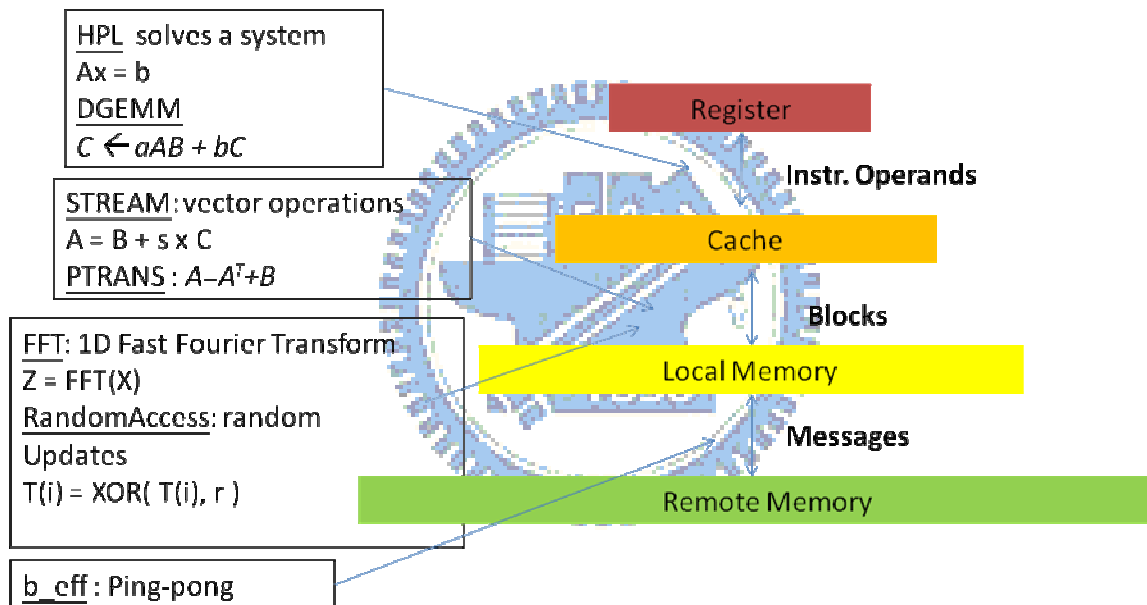 HPL solves a system
Ax = b
DGEMM
C ← aAB + bC
STREAM : vector operations
A = B + s x C
PTRANS : A–Aᵀ+B
FFT: 1D Fast Fourier Transform
Z = FFT(X)
RandomAccess: random
Updates
T(i) = XOR( T(i), r )
b_eff : Ping-pong
Register
Instr. Operands
Cache
Blocks
Local Memory
Messages
Remote Memory